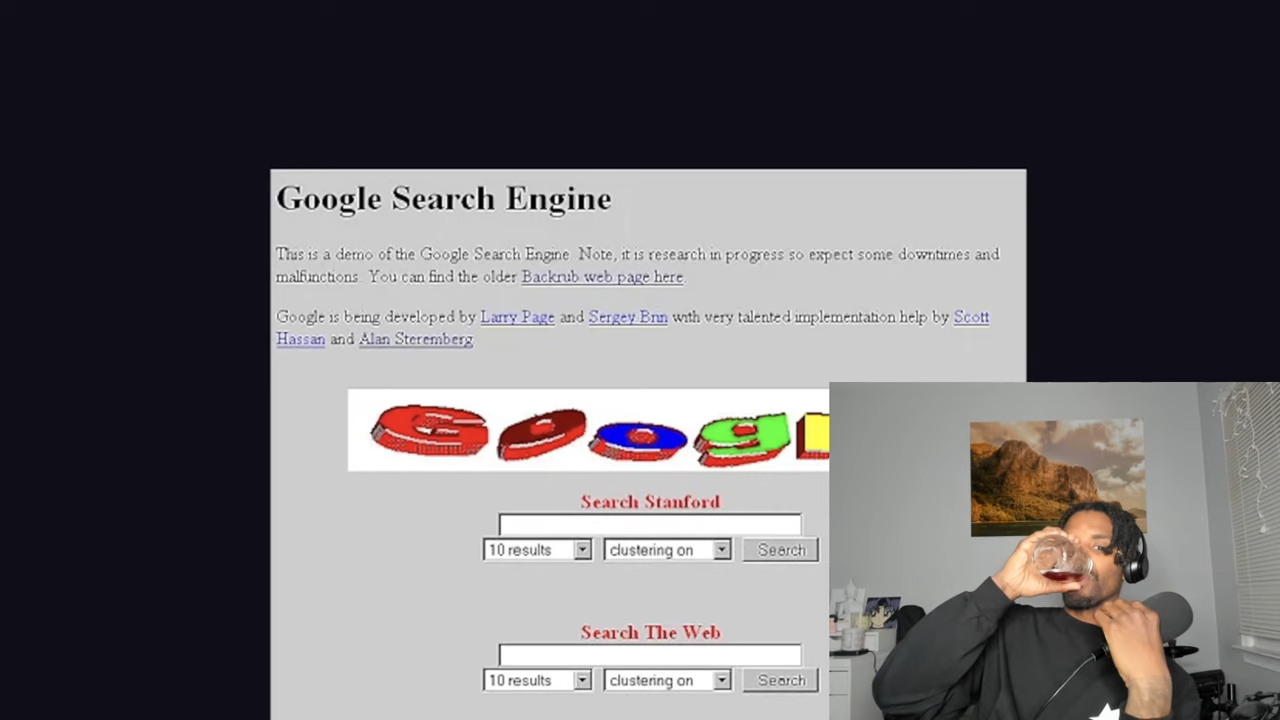 Google Search Engine
This is a demo of the Google Search Engine. Note, it is research in progress so expect some downtimes and
malfunctions. You can find the older Backrub web page here.
Google is being developed by Larry Page and Sergey Brin with very talented implementation help by Scott
Hassan and Alan Steremberg
Goog
Search Stanford
10 results clustering on Search
Search The Web
10 results clustering on Search